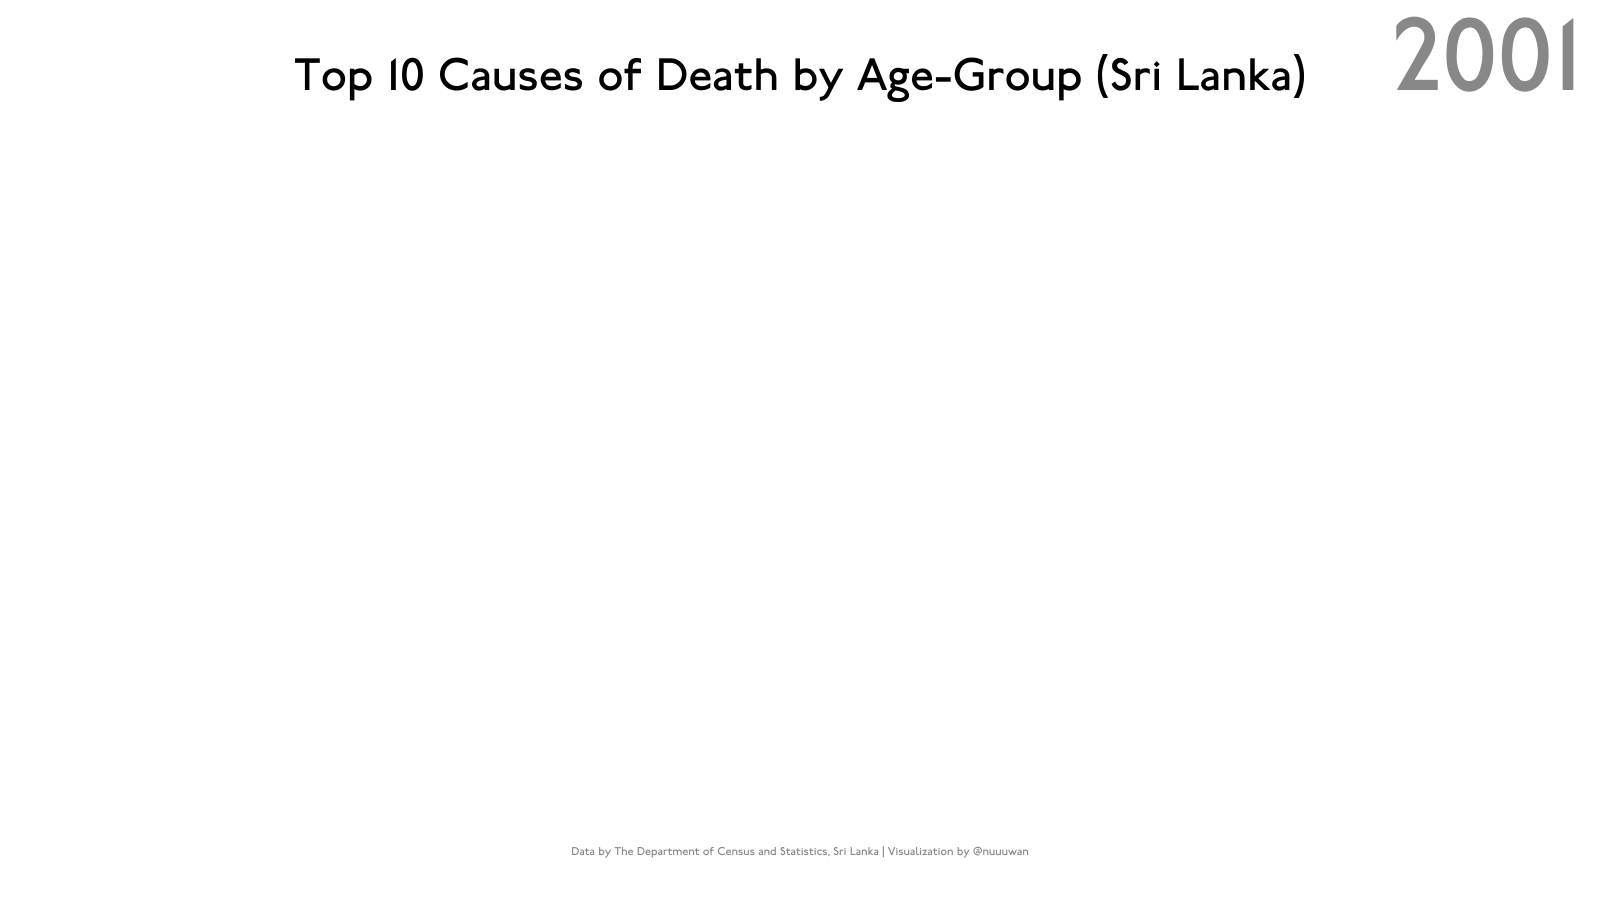 2001
Top 10 Causes of Death by Age-Group (Sri Lanka)
Data by The Department of Census and Statistics, Sri Lanka | Visualization by @nuuuwan